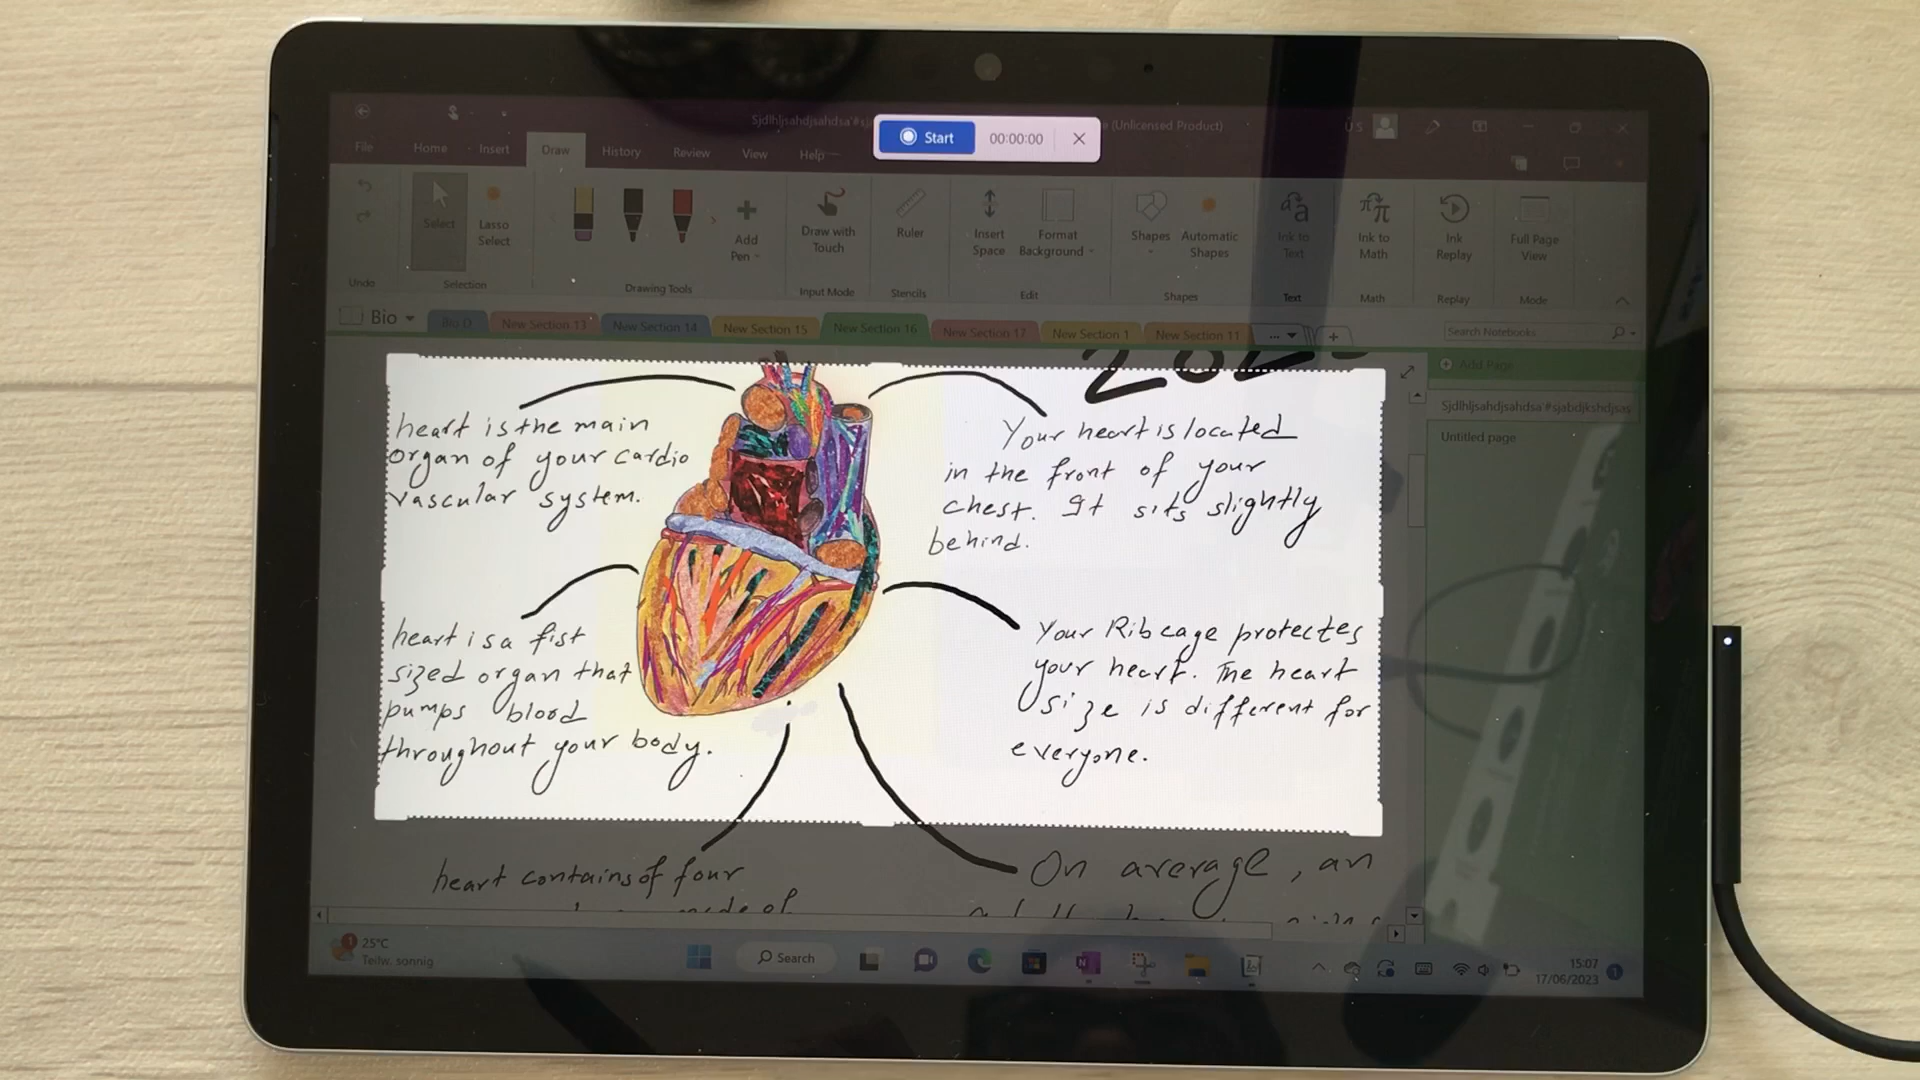 (Unlicensed Product)
U S
Start
00:00:00
File
Home
Insert
Draw
History
Review
View
Help
Undo
Select
Lasso
Select
Selection
Add
Pen
Drawing Tools
Draw with
Touch
Input Mode
Ruler
Stencils
Insert
Space
Format
Background
Edit
Shapes
Automatic
Shapes
Shapes
Ink to
Text
Text
Ink to
Math
Math
Ink
Replay
Replay
Full Page
View
Mode
Bio
Bio D
New Section 13
New Section 14
New Section 15
New Section 16
New Section 17
New Section 1
New Section 11
...
Search Notebooks
Add Page
Sjdlhljsahdjsahdsa'#sjabdjkshdjsas
Untitled page
heart is the main
organ of your cardio
vascular system.
Your heart is located
in the front of your
chest. It sits slightly
behind.
heart is a fist
sized organ that
pumps blood
throughout your body.
Your Rib cage protectes
your heart. The heart
size is different for
everyone.
heart contains of four
On average, an
25°C
Teilw. sonnig
Search
15:07
17/06/2023